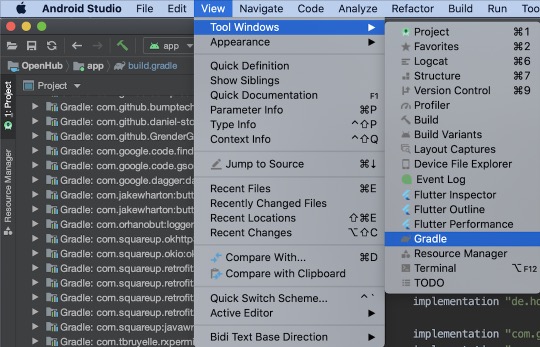 Android Studio File Edit View Navigate Code Analyze Refactor Build Run Too
app
OpenHub app build.gradle
1: Project
Resource Manager
Project
Gradle: com.github.bumptech
Gradle: com.github.daniel-sto
Gradle: com.github.GrenderG
Gradle: com.google.code.find
Gradle: com.google.code.gso
Gradle: com.google.dagger:da
Gradle: com.jakewharton:butt
Gradle: com.jakewharton:butt
Gradle: com.orhanobut:logger
Gradle: com.squareup.okhttp
Gradle: com.squareup.okio:ok
Gradle: com.squareup.retrofit
Gradle: com.squareup.retrofit
Gradle: com.squareup.retrofit
Gradle: com.squareup.retrofit
Gradle: com.squareup:javawr
Gradle: com.tbruyelle.rxpermi
Tool Windows
Appearance
Quick Definition
Show Siblings
Quick Documentation F1
Parameter Info ⌘P
Type Info ^⇧P
Context Info ^⇧Q
Jump to Source ⌘↓
Recent Files ⌘E
Recently Changed Files
Recent Locations ⇧⌘E
Recent Changes ⌥⇧C
Compare With... ⌘D
Compare with Clipboard
Quick Switch Scheme... ^`
Active Editor
Bidi Text Base Direction
Project ⌘1
Favorites ⌘2
Logcat ⌘6
Structure ⌘7
Version Control ⌘9
Profiler
Build
Build Variants
Layout Captures
Device File Explorer
Event Log
Flutter Inspector
Flutter Outline
Flutter Performance
Gradle
Resource Manager
Terminal ⌥F12
TODO
implementation "de.ho
implementation "com.g